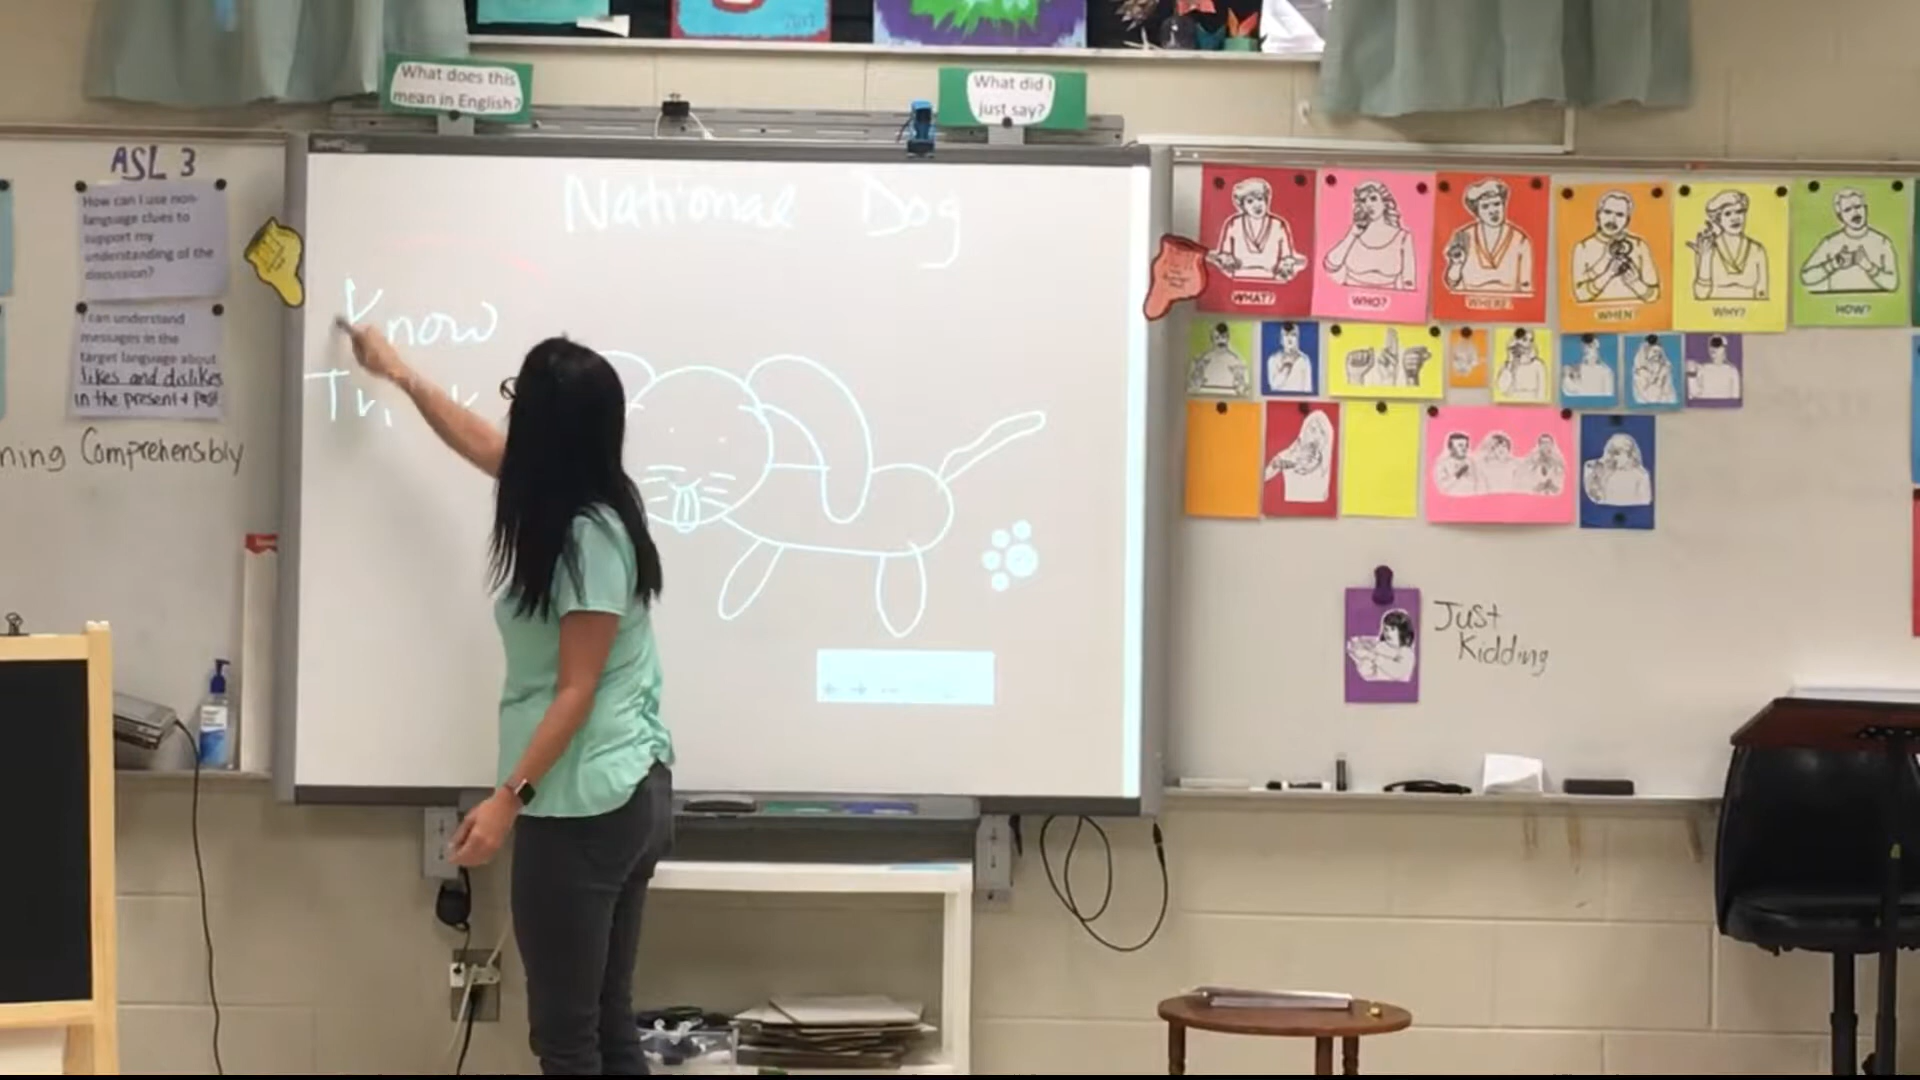 What does this
mean in English?
What did I
just say?
ASL 3
How can I use non-
language clues to
support my
understanding of the
discussion?
I can understand
messages in the
target language about
likes and dislikes
in the present & past
ning Comprehensibly
National Dog
Know
WHAT?
WHO?
WHERE?
WHEN?
WHY?
HOW?
Just
Kidding